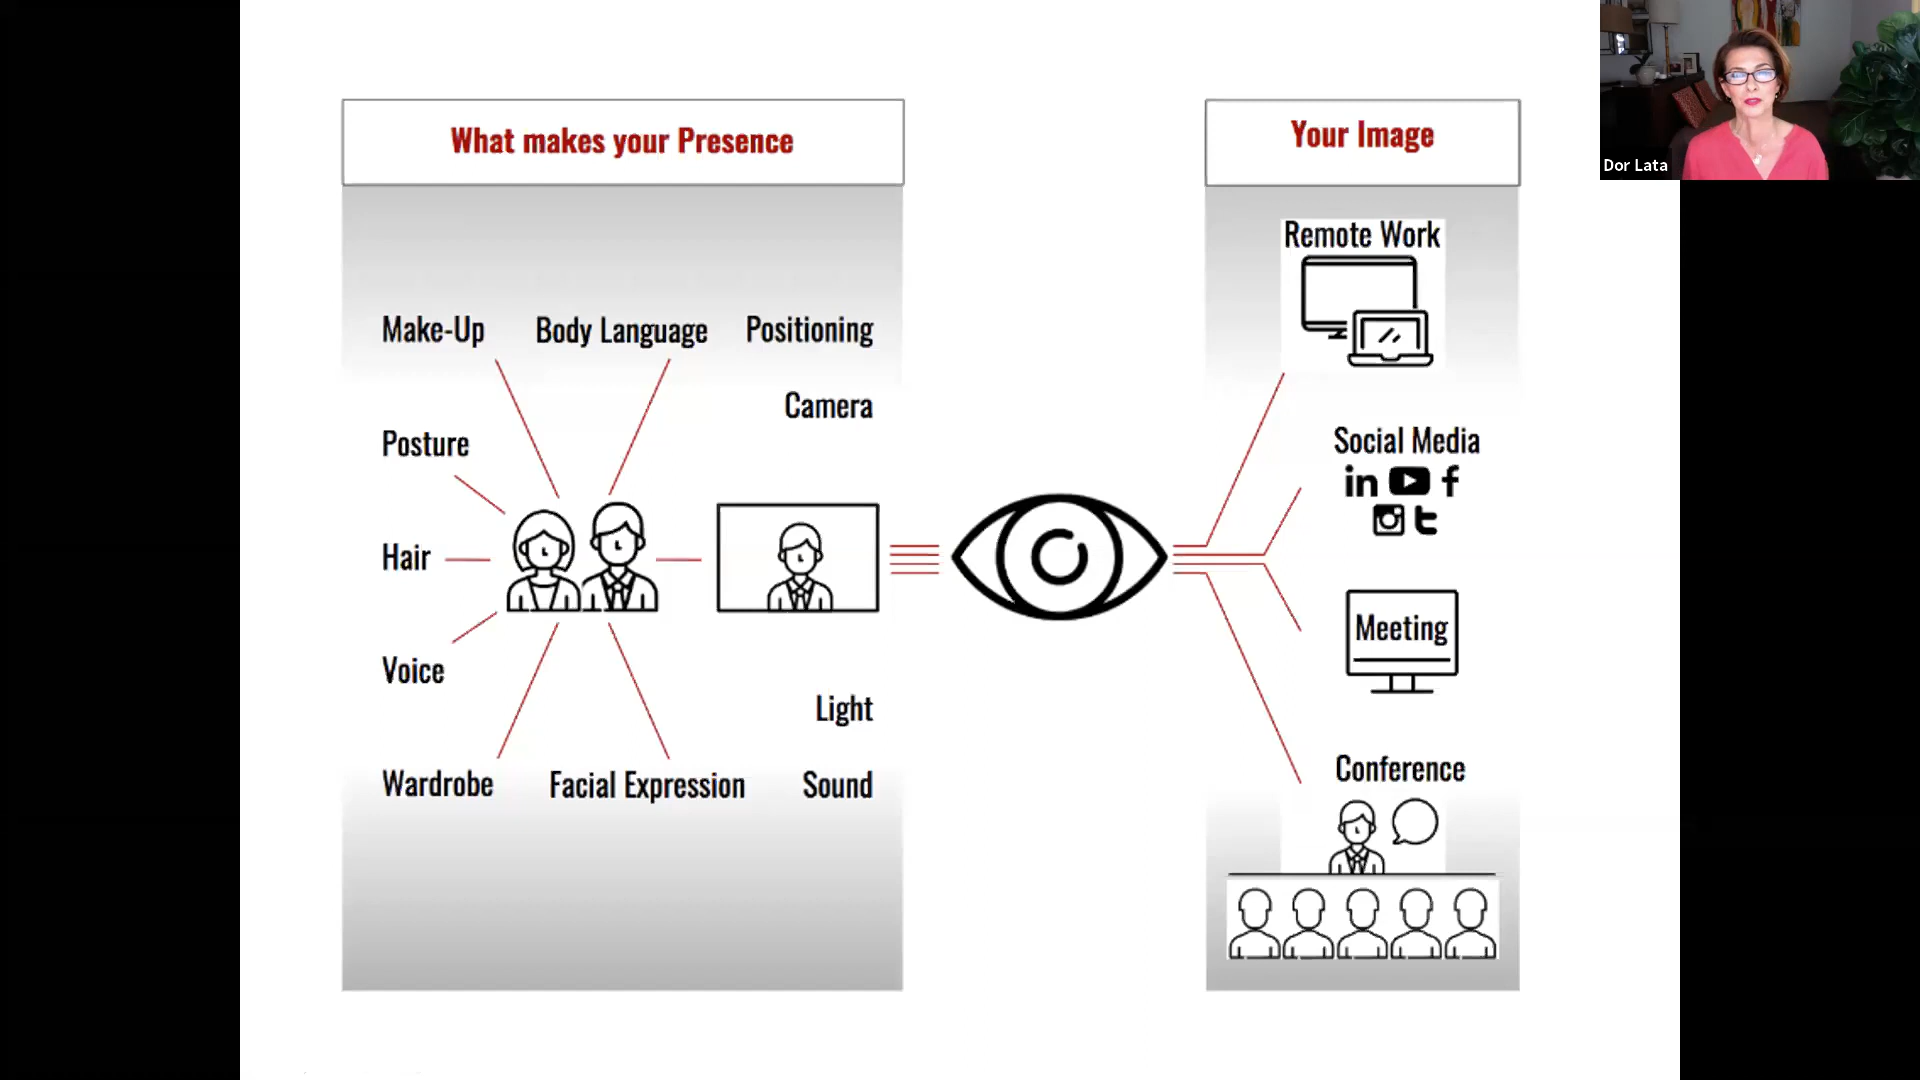 What makes your Presence
Your Image
Dor Lata
Make-Up
Body Language
Positioning
Camera
Posture
Hair
Voice
Light
Wardrobe
Facial Expression
Sound
Remote Work
Social Media
in
f
t
Meeting
Conference